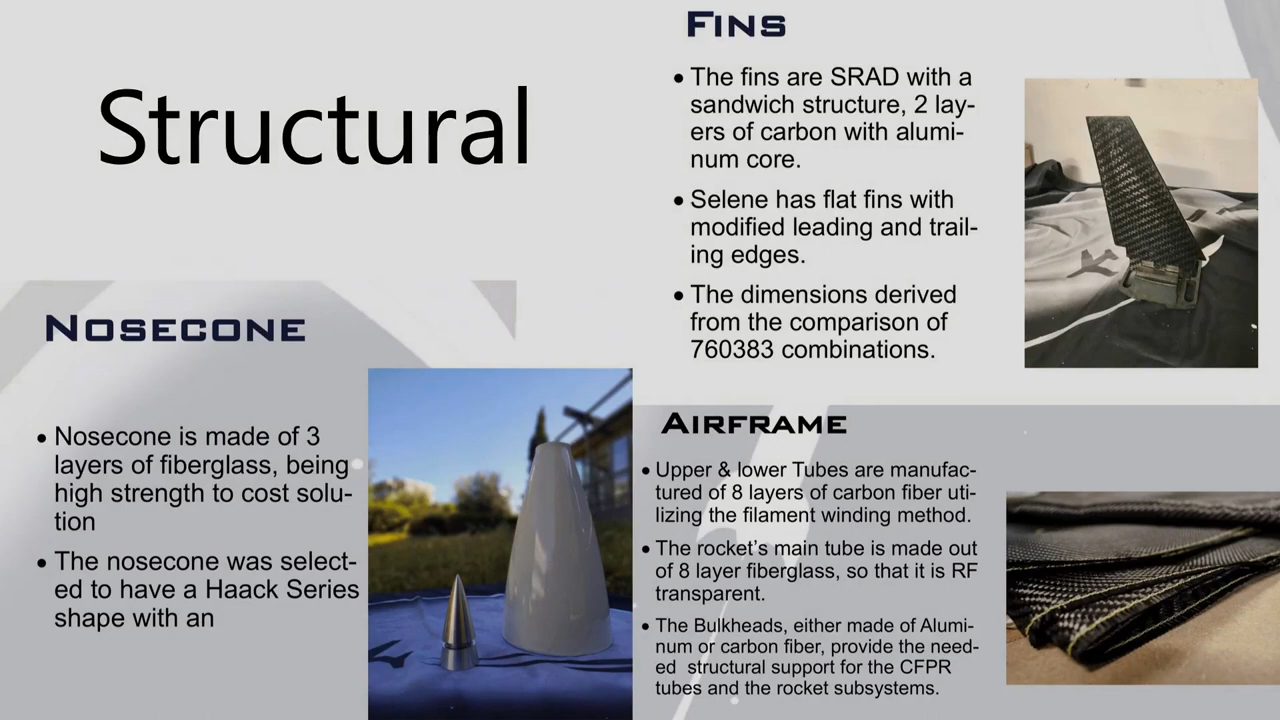 Structural
NOSECONE
• Nosecone is made of 3
layers of fiberglass, being
high strength to cost solu-
tion
• The nosecone was select-
ed to have a Haack Series
shape with an
FINS
• The fins are SRAD with a
sandwich structure, 2 lay-
ers of carbon with alumi-
num core.
• Selene has flat fins with
modified leading and trail-
ing edges.
• The dimensions derived
from the comparison of
760383 combinations.
AIRFRAME
• Upper & lower Tubes are manufac-
tured of 8 layers of carbon fiber uti-
lizing the filament winding method.
• The rocket's main tube is made out
of 8 layer fiberglass, so that it is RF
transparent.
• The Bulkheads, either made of Alumi-
num or carbon fiber, provide the need-
ed structural support for the CFPR
tubes and the rocket subsystems.